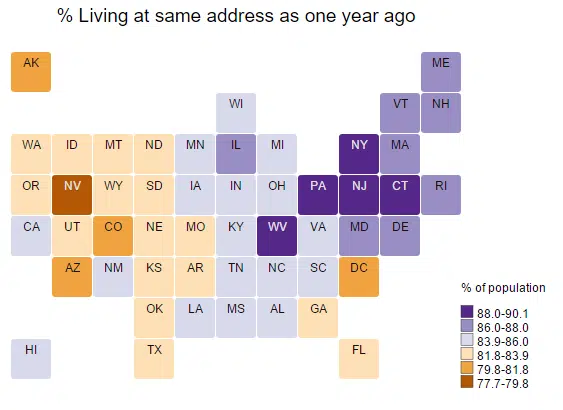 % Living at same address as one year ago
AK ME
WI VT NH
WA ID MT ND MN IL MI NY MA
OR NV WY SD IA IN OH PA NJ CT RI
CA UT CO NE MO KY WV VA MD DE
AZ NM KS AR TN NC SC DC
OK LA MS AL GA
HI TX FL
% of population
88.0-90.1
86.0-88.0
83.9-86.0
81.8-83.9
79.8-81.8
77.7-79.8